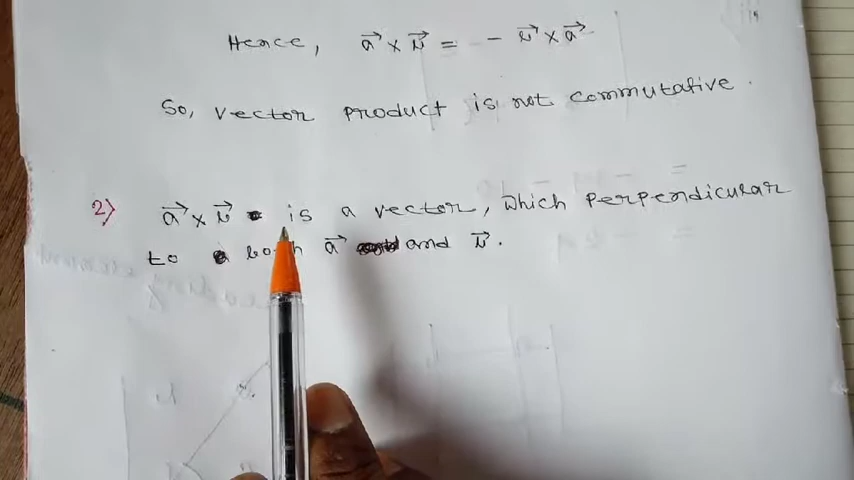 Hence, a⃗ × b⃗ = - b⃗ × a⃗
So, vector product is not commutative.
2) a⃗ × b⃗ is a vector, which perpendicular
to both a⃗ and b⃗.